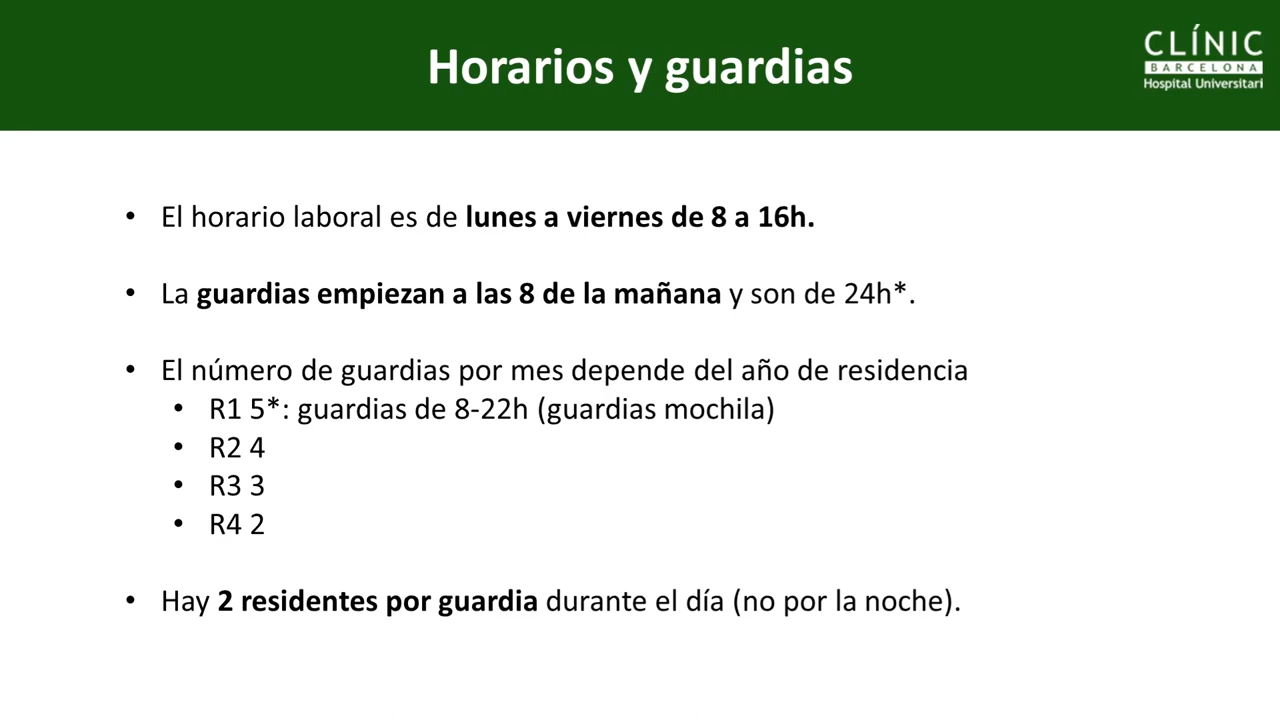 Horarios y guardias
CLÍNIC
BARCELONA
Hospital Universitari
• El horario laboral es de lunes a viernes de 8 a 16h.
• La guardias empiezan a las 8 de la mañana y son de 24h*.
• El número de guardias por mes depende del año de residencia
• R1 5*: guardias de 8-22h (guardias mochila)
• R2 4
• R3 3
• R4 2
• Hay 2 residentes por guardia durante el día (no por la noche).